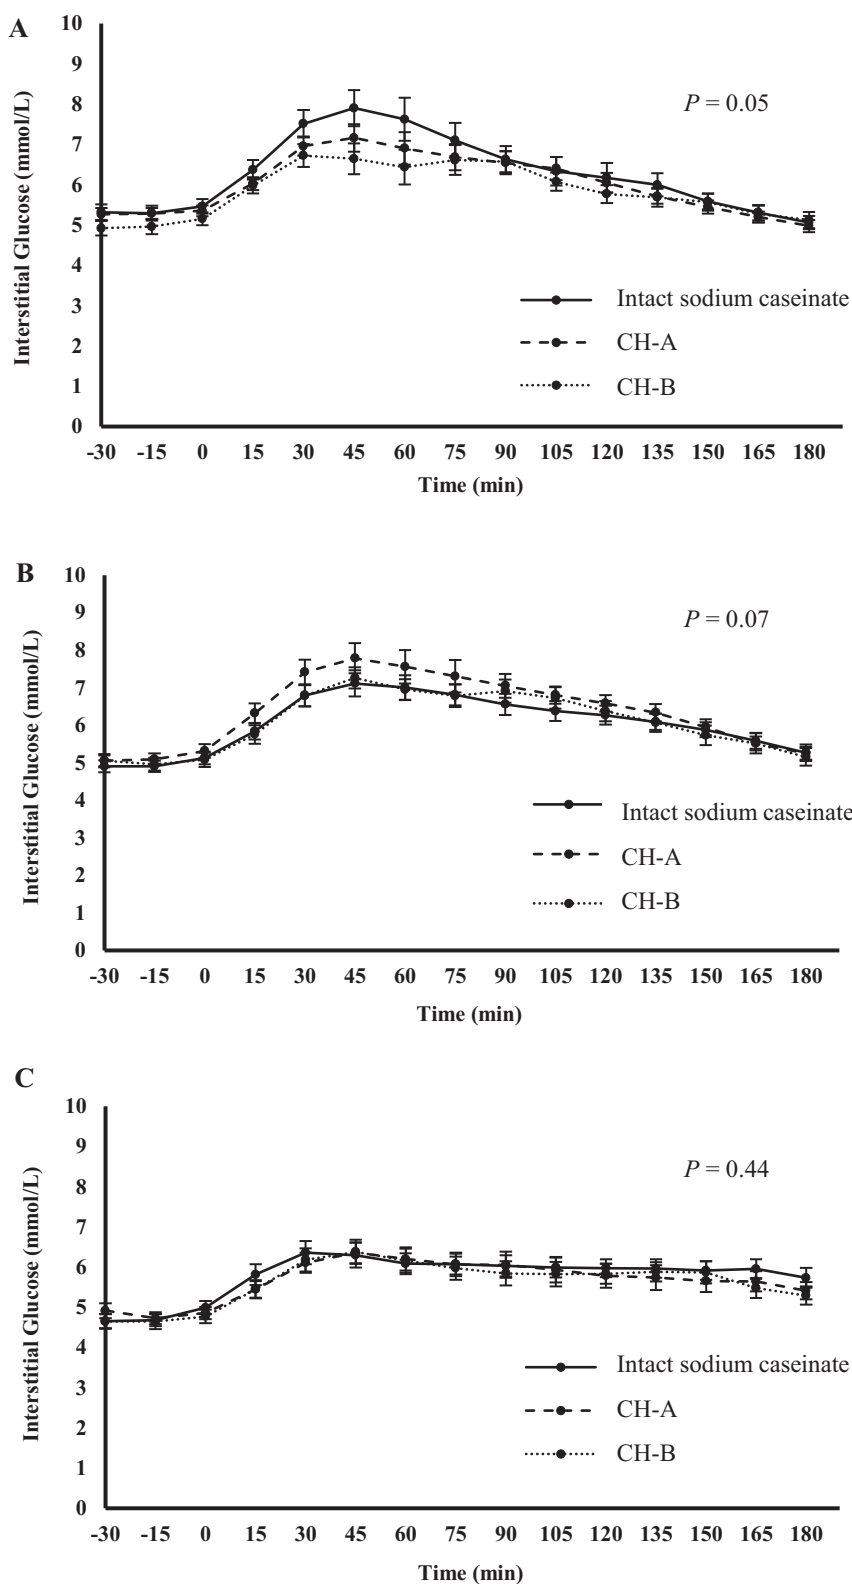 A
Interstitial Glucose (mmol/L)
10
9
8
7
6
5
4
3
2
1
0
P = 0.05
Intact sodium caseinate
CH-A
CH-B
-30 -15 0 15 30 45 60 75 90 105 120 135 150 165 180
Time (min)
B
Interstitial Glucose (mmol/L)
10
9
8
7
6
5
4
3
2
1
0
P = 0.07
Intact sodium caseinate
CH-A
CH-B
-30 -15 0 15 30 45 60 75 90 105 120 135 150 165 180
Time (min)
C
Interstitial Glucose (mmol/L)
10
9
8
7
6
5
4
3
2
1
0
P = 0.44
Intact sodium caseinate
CH-A
CH-B
-30 -15 0 15 30 45 60 75 90 105 120 135 150 165 180
Time (min)